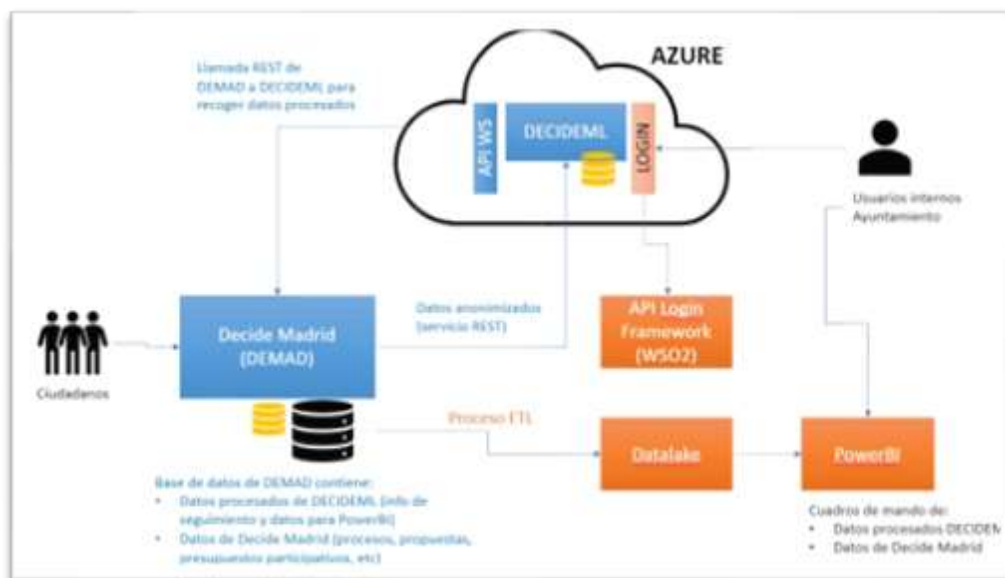 Llamada REST de
DEMAD a DECIDEML para
recoger datos procesados
AZURE
API WS
DECIDEML
LOGIN
Usuarios internos
Ayuntamiento
Datos anonimizados
(servicio REST)
API Login
Framework
(WSO2)
Decide Madrid
(DEMAD)
Ciudadanos
Proceso ETL
Datalake
PowerBI
Base de datos de DEMAD contiene:
• Datos procesados de DECIDEML (info de
seguimiento y datos para PowerBI)
• Datos de Decide Madrid (procesos, propuestas,
presupuestos participativos, etc)
Cuadros de mando de:
• Datos procesados DECIDEM
• Datos de Decide Madrid